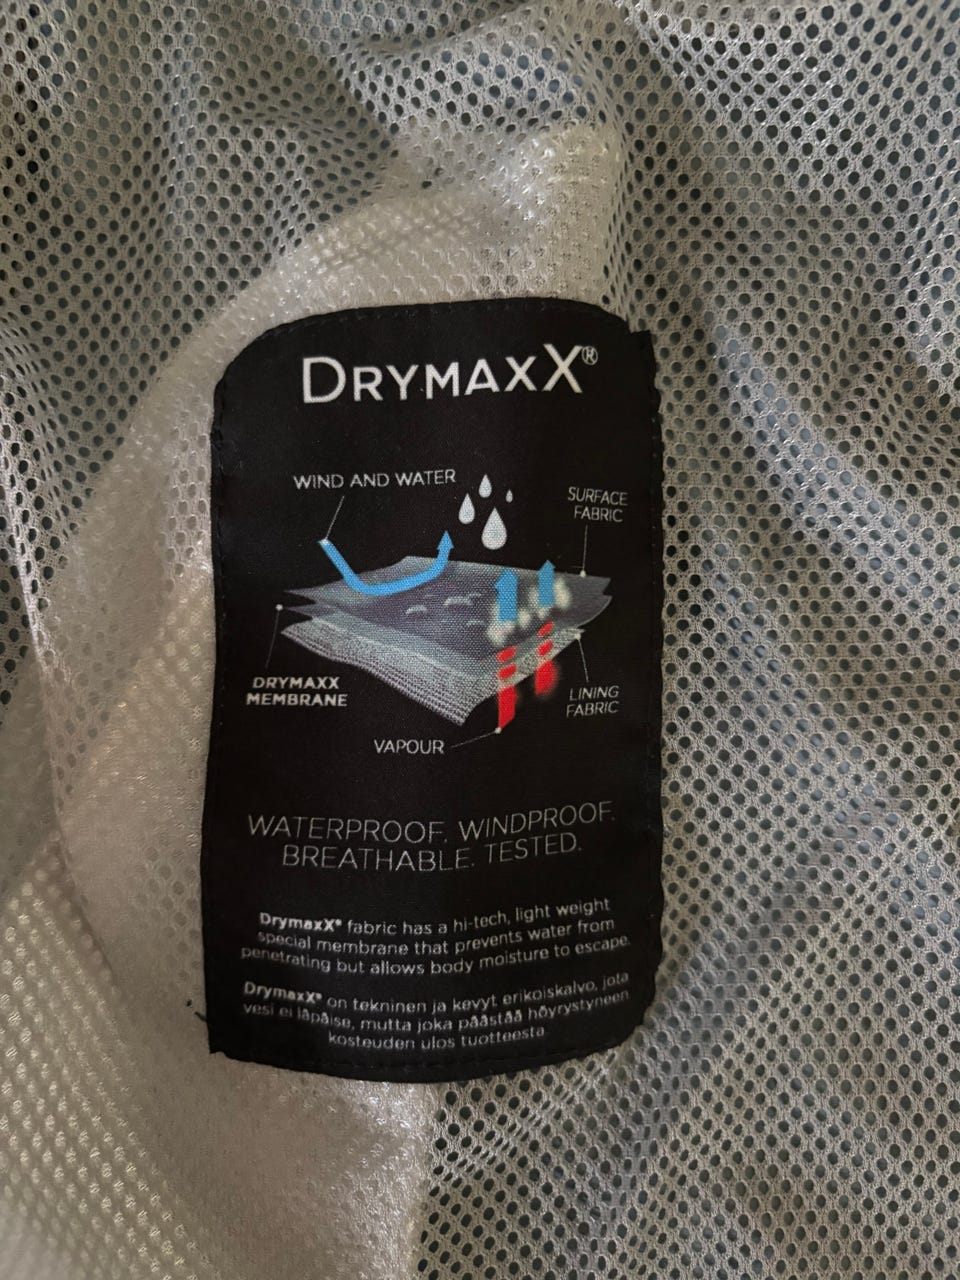 DRYMAXX®
WIND AND WATER
SURFACE
FABRIC
DRYMAXX
MEMBRANE
LINING
FABRIC
VAPOUR
WATERPROOF. WINDPROOF.
BREATHABLE. TESTED.
DrymaxX® fabric has a hi-tech, light weight
special membrane that prevents water from
penetrating but allows body moisture to escape.
DrymaxX® on tekninen ja kevyt erikoiskalvo, jota
vesi ei läpäise, mutta joka päästää höyrystyneen
kosteuden ulos tuotteesta.